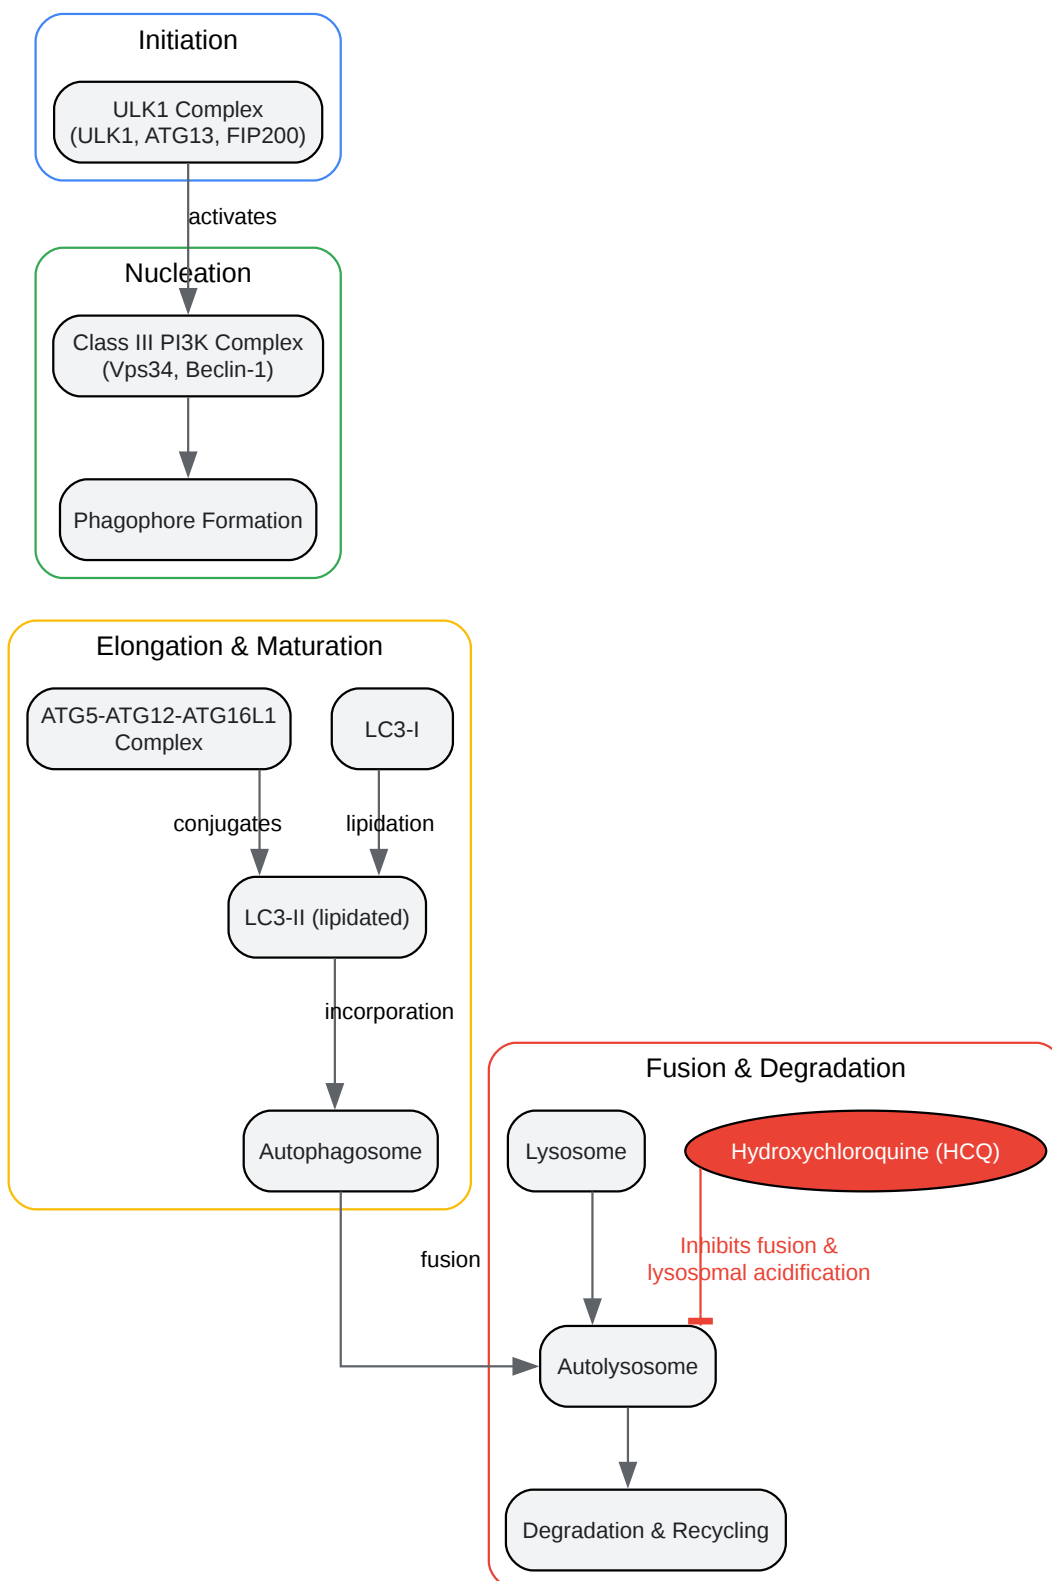 Initiation
ULK1 Complex
(ULK1, ATG13, FIP200)
activates
Nucleation
Class III PI3K Complex
(Vps34, Beclin-1)
Phagophore Formation
Elongation & Maturation
ATG5-ATG12-ATG16L1
Complex
LC3-I
conjugates
lipidation
LC3-II (lipidated)
incorporation
Autophagosome
Fusion & Degradation
Lysosome
Hydroxychloroquine (HCQ)
fusion
Inhibits fusion &
lysosomal acidification
Autolysosome
Degradation & Recycling